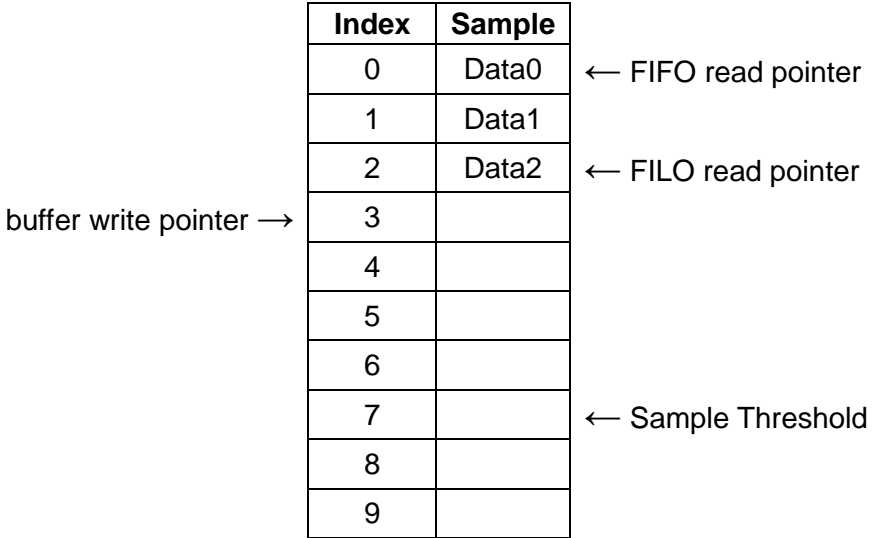 Index Sample
0 Data0 ← FIFO read pointer
1 Data1
2 Data2 ← FILO read pointer
buffer write pointer → 3
4
5
6
7 ← Sample Threshold
8
9